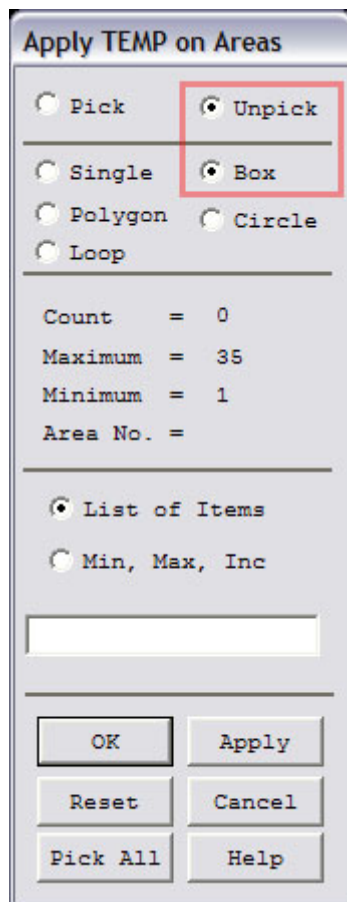 Apply TEMP on Areas
Pick Unpick
Single Box
Polygon Circle
Loop
Count = 0
Maximum = 35
Minimum = 1
Area No. =
List of Items
Min, Max, Inc
OK Apply
Reset Cancel
Pick All Help